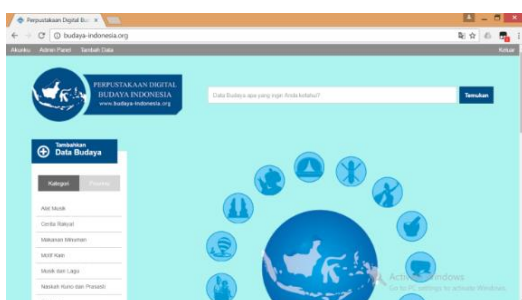 Perpustakaan Digital Bud
budaya-indonesia.org
Akunku Admin Panel Tambah Data Keluar
PERPUSTAKAAN DIGITAL
BUDAYA INDONESIA
www.budaya-indonesia.org
Data Budaya apa yang ingin Anda ketahui?
Temukan
Tambahkan
Data Budaya
Kategori
Alat Musik
Cerita Rakyat
Makanan Minuman
Motif Kain
Musik dan Lagu
Naskah Kuno dan Prasasti
Activate Windows
Go to PC settings to activate Windows.